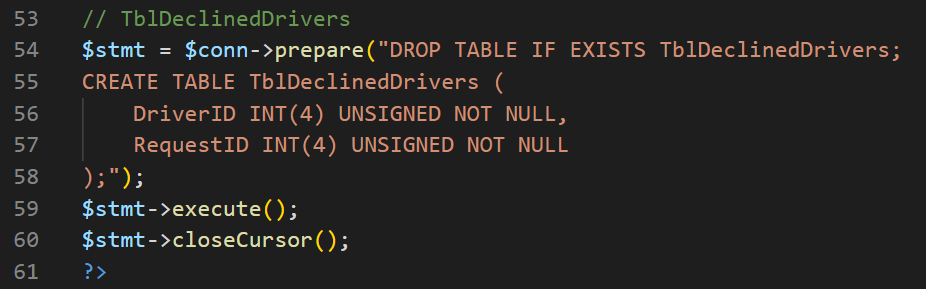 53 // TblDeclinedDrivers
54 $stmt = $conn->prepare("DROP TABLE IF EXISTS TblDeclinedDrivers;
55 CREATE TABLE TblDeclinedDrivers (
56     DriverID INT(4) UNSIGNED NOT NULL,
57     RequestID INT(4) UNSIGNED NOT NULL
58 );");
59 $stmt->execute();
60 $stmt->closeCursor();
61 ?>